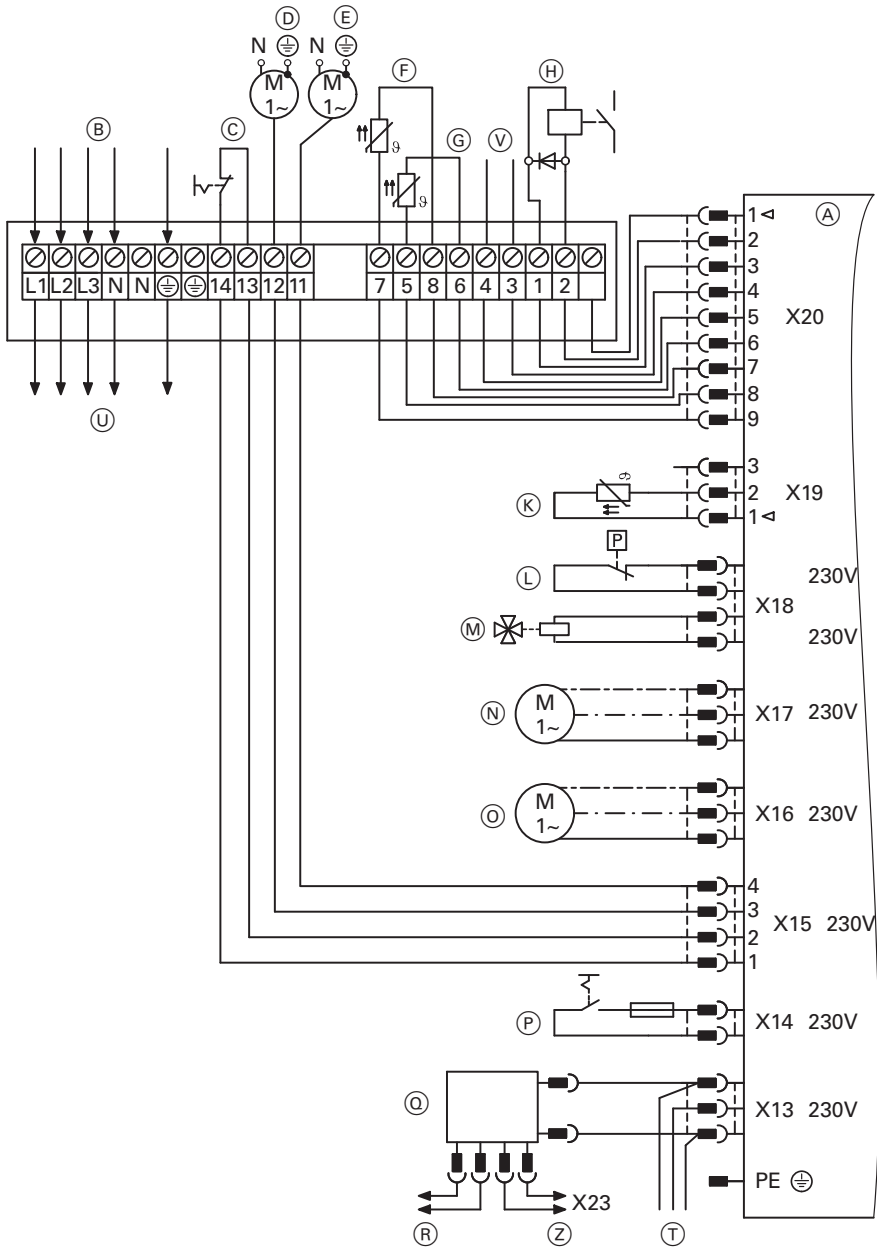 Ⓓ Ⓔ
N N
M 1~ M 1~
Ⓑ Ⓒ Ⓕ Ⓖ Ⓥ Ⓗ
ϑ
ϑ
L1 L2 L3 N N 14 13 12 11 7 5 8 6 4 3 1 2
Ⓤ
Ⓐ
1
2
3
4
5
6
7
8
9
X20
ϑ
Ⓚ
3
2
1
X19
P
Ⓛ
230V
X18
Ⓜ
230V
Ⓝ M 1~ X17 230V
Ⓞ M 1~ X16 230V
4
3
2
1
X15 230V
Ⓟ X14 230V
Ⓠ X13 230V
PE
X23
Ⓡ Ⓩ Ⓣ